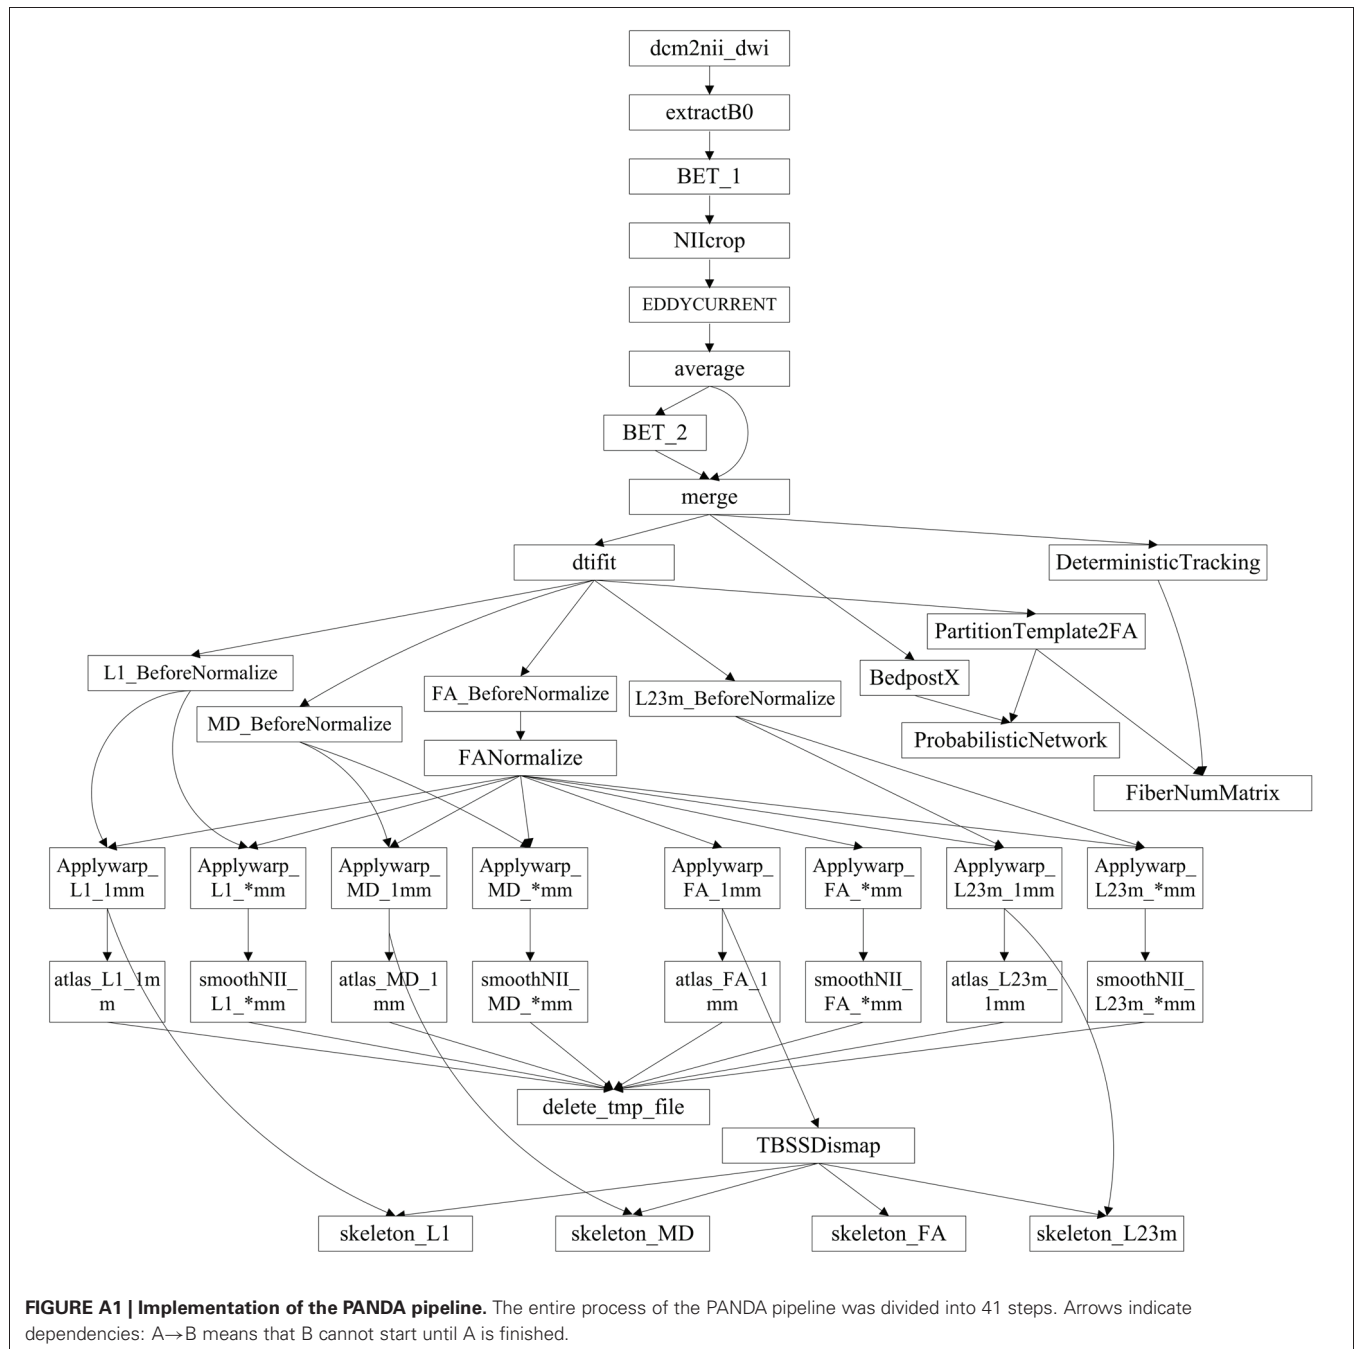 dcm2nii_dwi
extractB0
BET_1
NIIcrop
EDDYCURRENT
average
BET_2
merge
dtifit
DeterministicTracking
PartitionTemplate2FA
L1_BeforeNormalize
BedpostX
FA_BeforeNormalize
L23m_BeforeNormalize
MD_BeforeNormalize
ProbabilisticNetwork
FANormalize
FiberNumMatrix
Applywarp_
L1_1mm
Applywarp_
L1_*mm
Applywarp_
MD_1mm
Applywarp_
MD_*mm
Applywarp_
FA_1mm
Applywarp_
FA_*mm
Applywarp_
L23m_1mm
Applywarp_
L23m_*mm
atlas_L1_1m
m
smoothNII_
L1_*mm
atlas_MD_1
mm
smoothNII_
MD_*mm
atlas_FA_1
mm
smoothNII_
FA_*mm
atlas_L23m_
1mm
smoothNII_
L23m_*mm
delete_tmp_file
TBSSDismap
skeleton_L1
skeleton_MD
skeleton_FA
skeleton_L23m
FIGURE A1 | Implementation of the PANDA pipeline. The entire process of the PANDA pipeline was divided into 41 steps. Arrows indicate
dependencies: A→B means that B cannot start until A is finished.